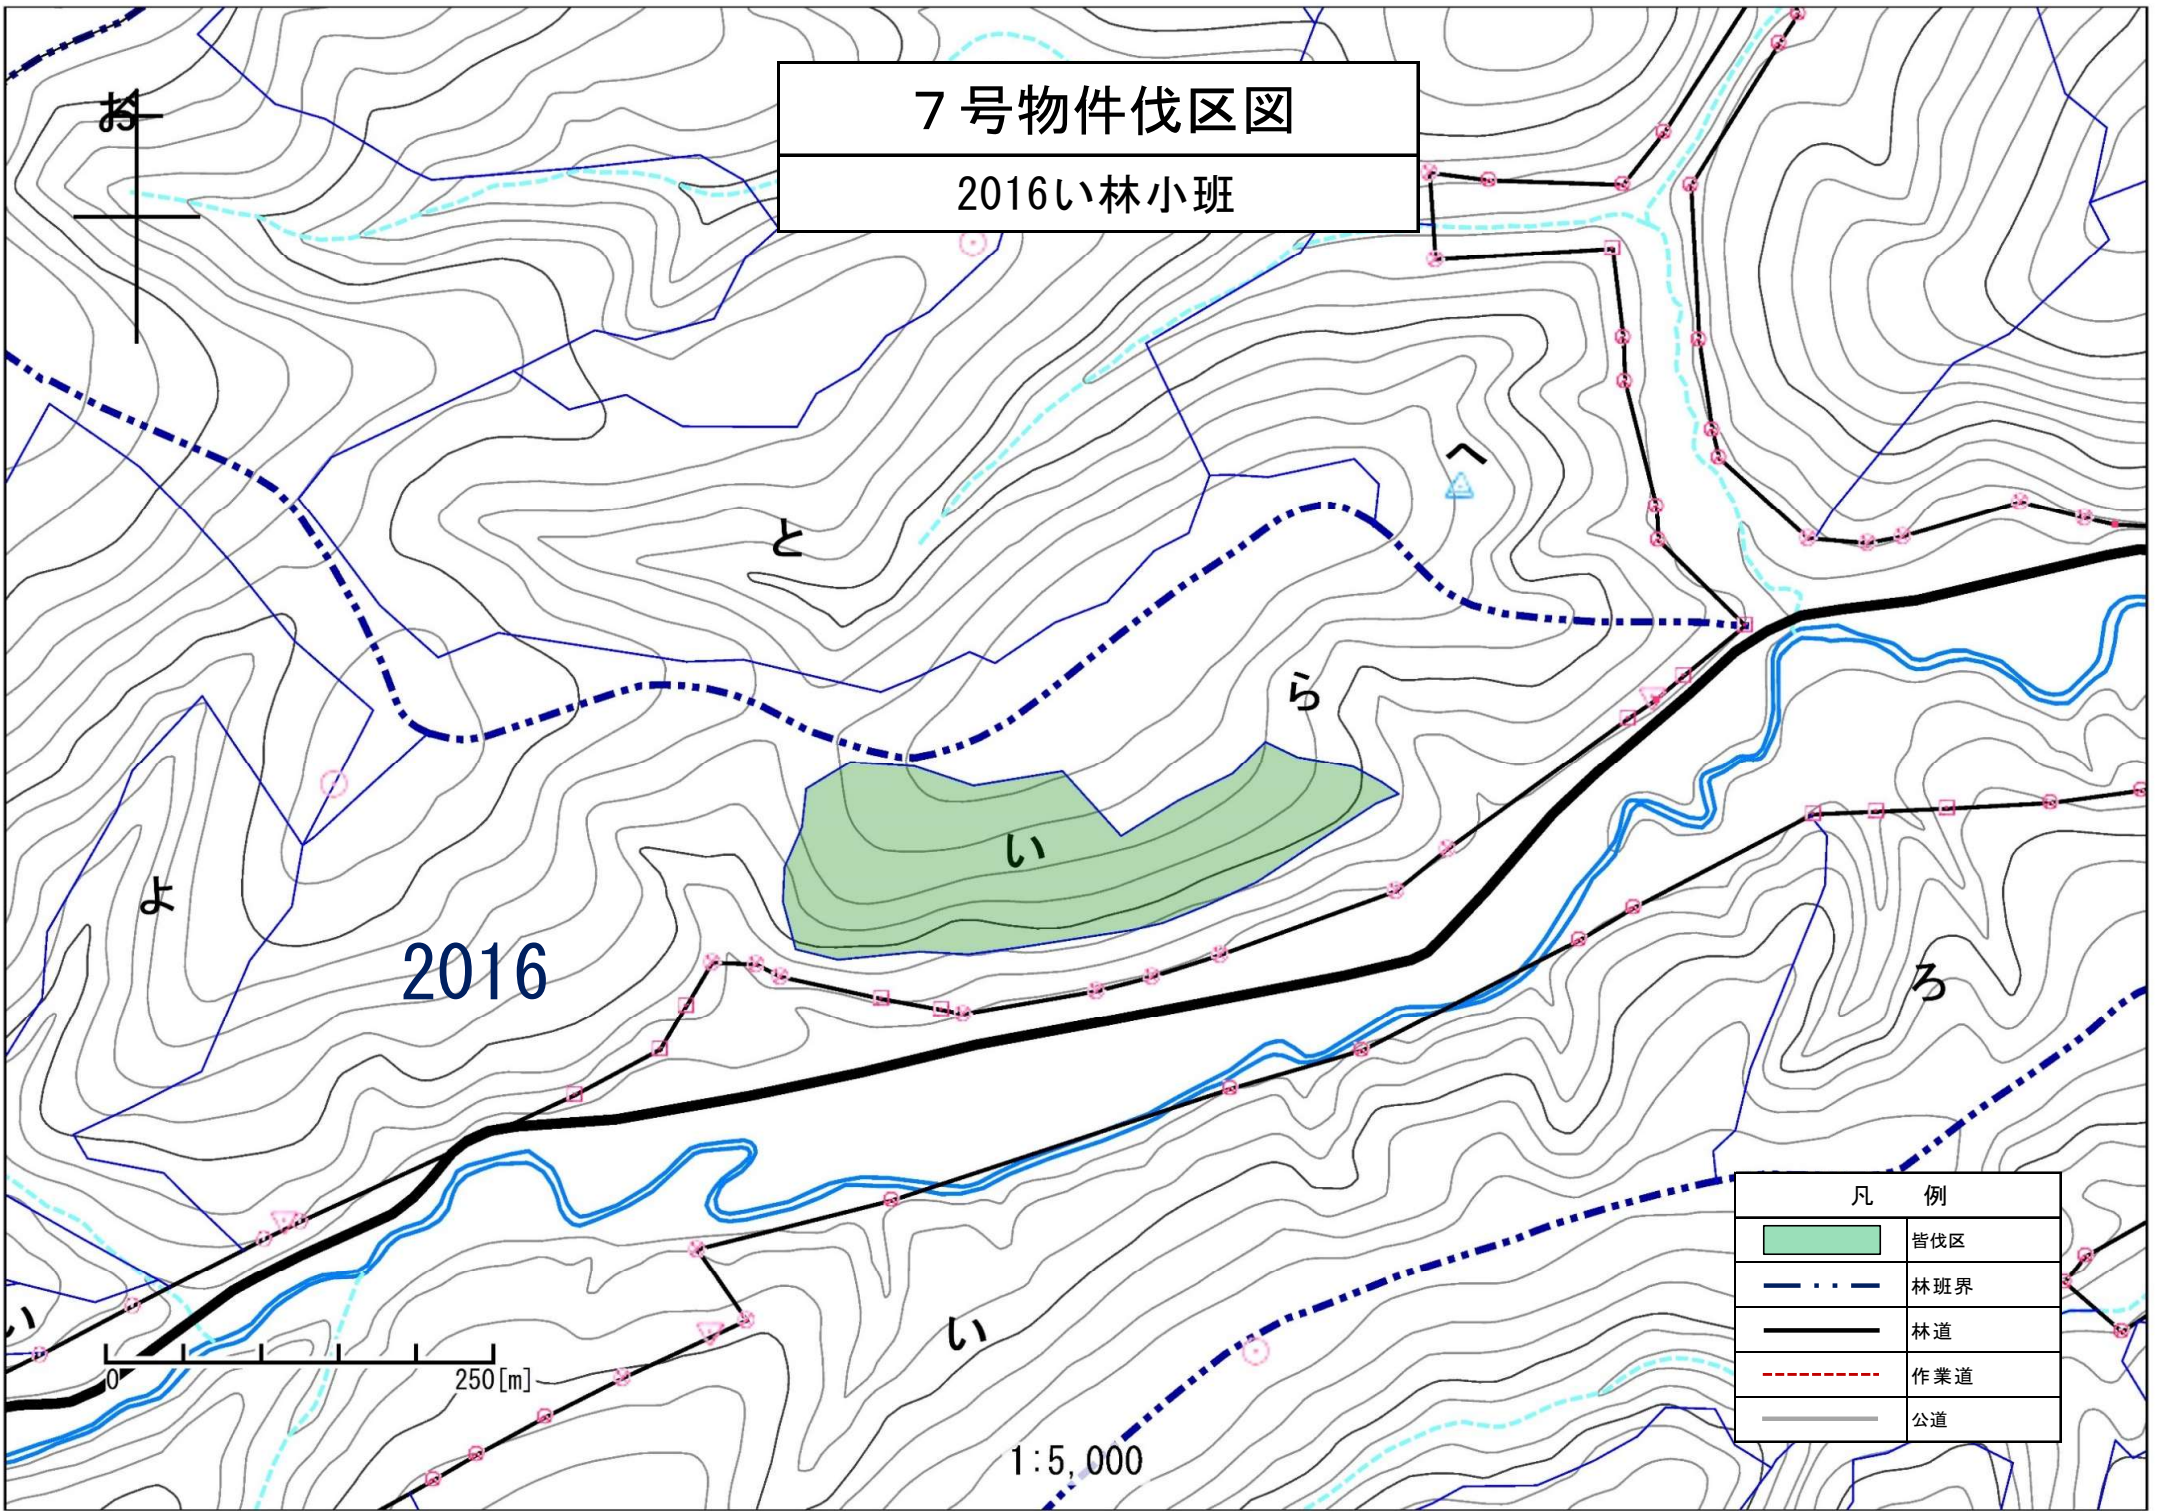 7号物件伐区図
2016い林小班
と
へ
ら
い
よ
2016
ろ
い
い
0
250[m]
1:5,000
凡 例
皆伐区
林班界
林道
作業道
公道